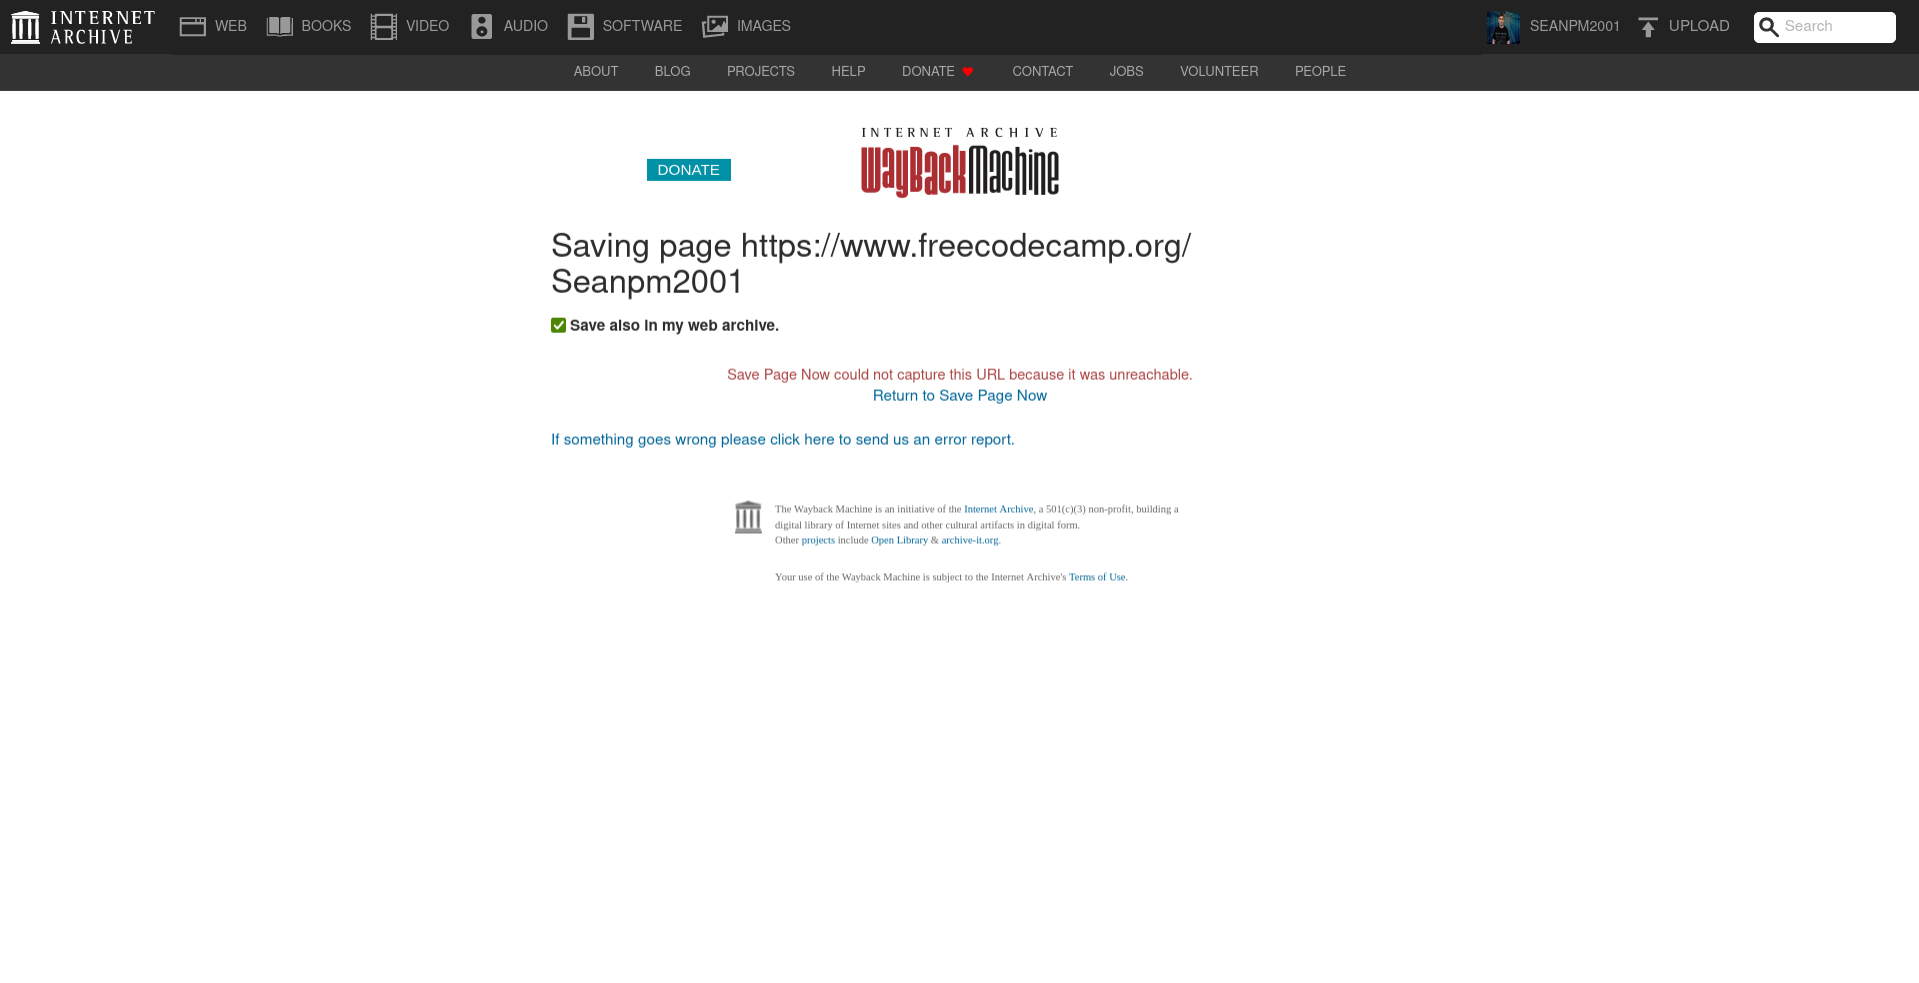 INTERNET
ARCHIVE
WEB
BOOKS
VIDEO
AUDIO
SOFTWARE
IMAGES
SEANPM2001
UPLOAD
Search
ABOUT
BLOG
PROJECTS
HELP
DONATE
CONTACT
JOBS
VOLUNTEER
PEOPLE
INTERNET ARCHIVE
DONATE
WayBackMachine
Saving page https://www.freecodecamp.org/
Seanpm2001
Save also in my web archive.
Save Page Now could not capture this URL because it was unreachable.
Return to Save Page Now
If something goes wrong please click here to send us an error report.
The Wayback Machine is an initiative of the Internet Archive, a 501(c)(3) non-profit, building a
digital library of Internet sites and other cultural artifacts in digital form.
Other projects include Open Library & archive-it.org.
Your use of the Wayback Machine is subject to the Internet Archive's Terms of Use.